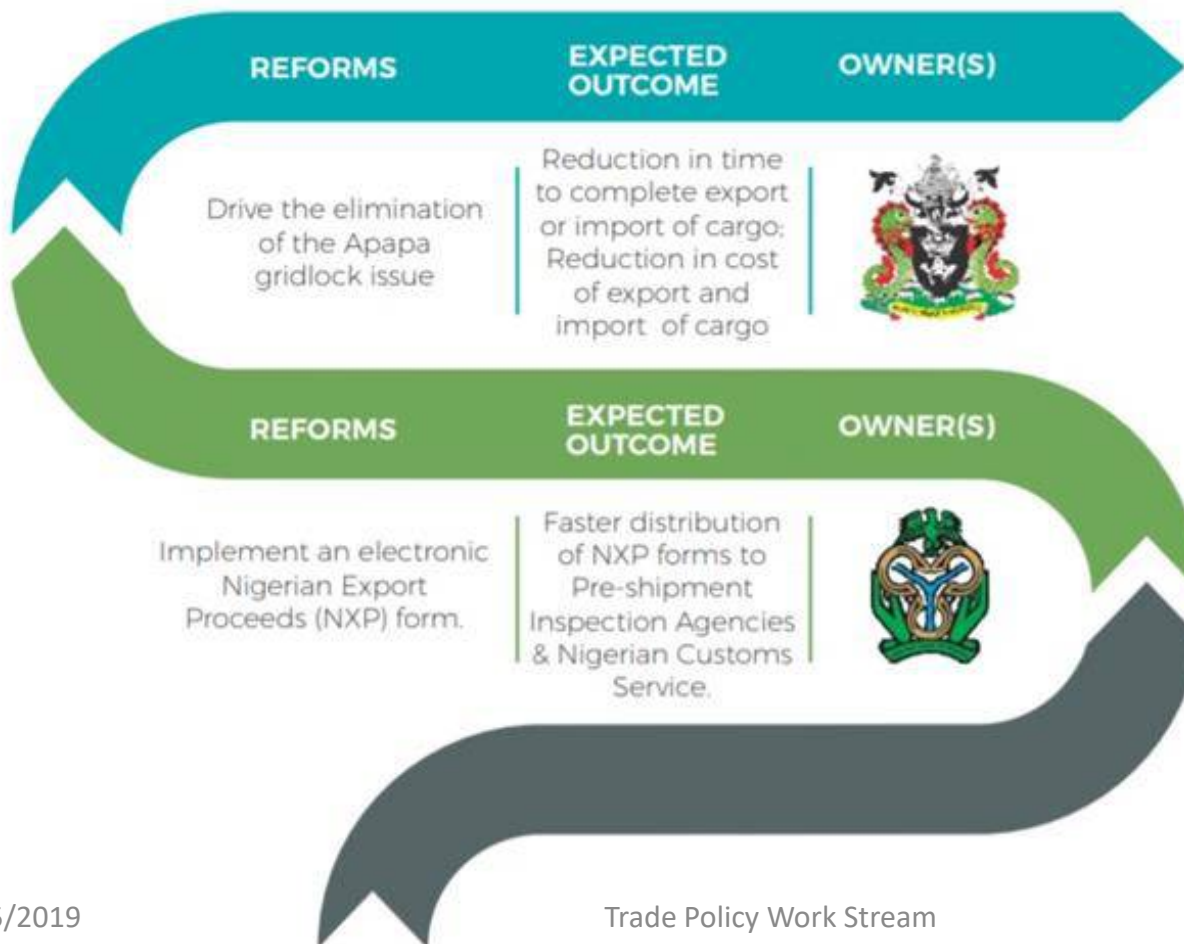 REFORMS
EXPECTED
OUTCOME
OWNER(S)
Drive the elimination
of the Apapa
gridlock issue
Reduction in time
to complete export
or import of cargo;
Reduction in cost
of export and
import of cargo
REFORMS
EXPECTED
OUTCOME
OWNER(S)
Implement an electronic
Nigerian Export
Proceeds (NXP) form.
Faster distribution
of NXP forms to
Pre-shipment
Inspection Agencies
& Nigerian Customs
Service.
/2019
Trade Policy Work Stream